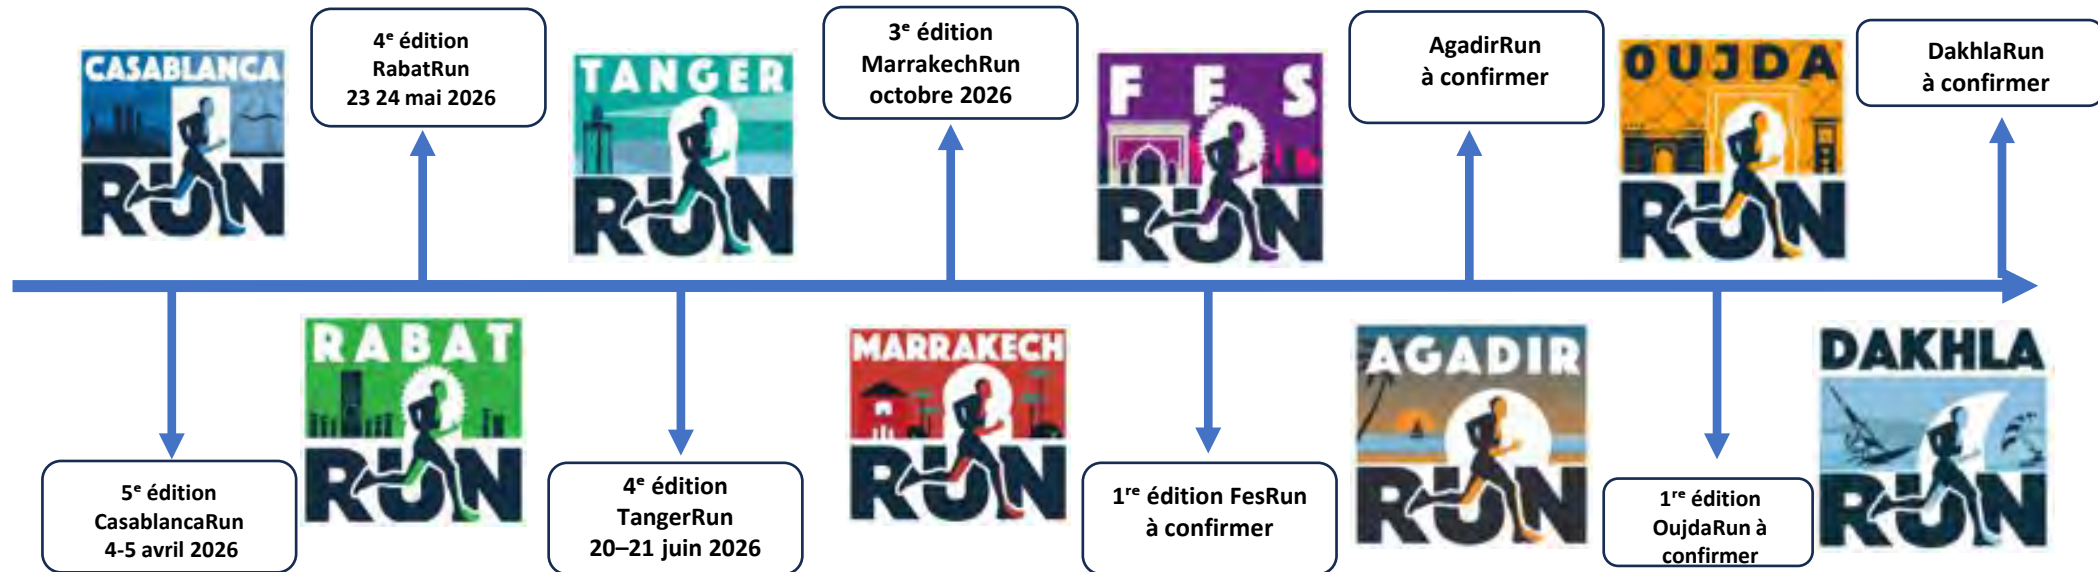 CASABLANCA
RUN
4ᵉ édition
RabatRun
23 24 mai 2026
TANGER
RUN
3ᵉ édition
MarrakechRun
octobre 2026
FES
RUN
AgadirRun
à confirmer
OUJDA
RUN
DakhlaRun
à confirmer
5ᵉ édition
CasablancaRun
4-5 avril 2026
RABAT
RUN
4ᵉ édition
TangerRun
20–21 juin 2026
MARRAKECH
RUN
1ʳᵉ édition FesRun
à confirmer
AGADIR
RUN
1ʳᵉ édition
OujdaRun à
confirmer
DAKHLA
RUN